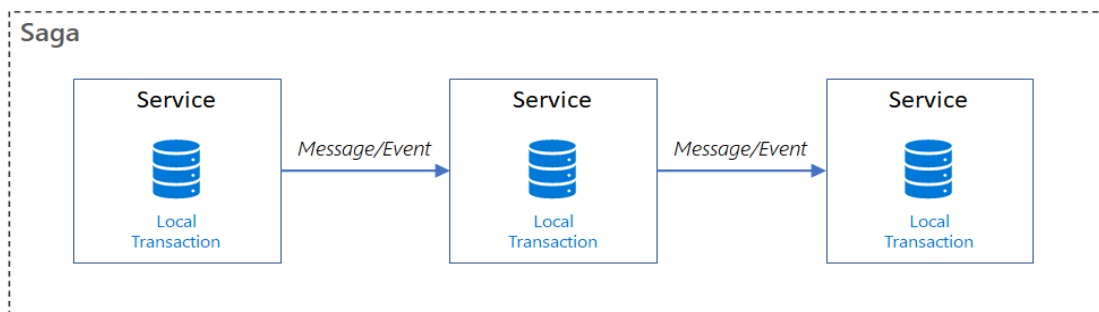 Saga
Service
Service
Service
Message/Event
Message/Event
Local
Transaction
Local
Transaction
Local
Transaction